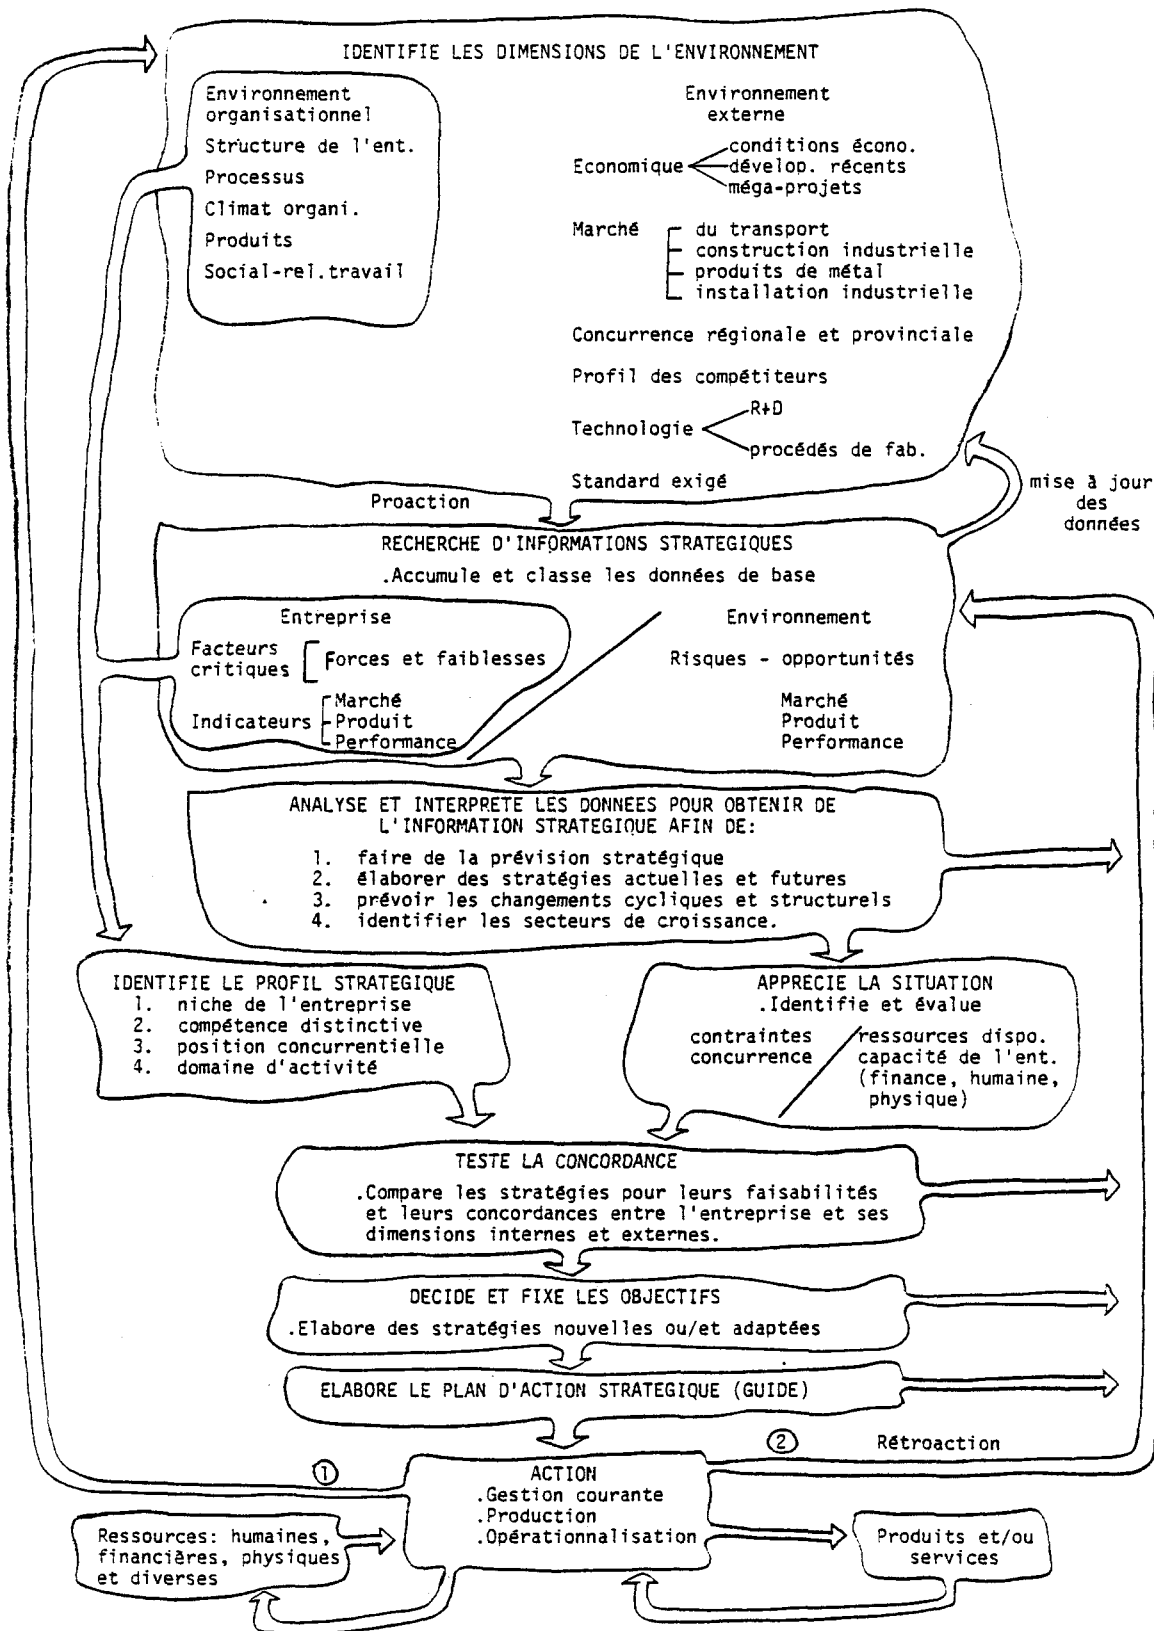 IDENTIFIE LES DIMENSIONS DE L'ENVIRONNEMENT
Environnement
organisationnel
Structure de l'ent.
Processus
Climat organi.
Produits
Social-rel.travail
Environnement
externe
Economique
conditions écono.
dévelop. récents
méga-projets
Marché
du transport
construction industrielle
produits de métal
installation industrielle
Concurrence régionale et provinciale
Profil des compétiteurs
Technologie
R+D
procédés de fab.
Standard exigé
Proaction
mise à jour
des
données
RECHERCHE D'INFORMATIONS STRATEGIQUES
.Accumule et classe les données de base
Entreprise
Facteurs
critiques
Forces et faiblesses
Indicateurs
Marché
Produit
Performance
Environnement
Risques - opportunités
Marché
Produit
Performance
ANALYSE ET INTERPRETE LES DONNEES POUR OBTENIR DE
L'INFORMATION STRATEGIQUE AFIN DE:
1. faire de la prévision stratégique
2. élaborer des stratégies actuelles et futures
3. prévoir les changements cycliques et structurels
4. identifier les secteurs de croissance.
IDENTIFIE LE PROFIL STRATEGIQUE
1. niche de l'entreprise
2. compétence distinctive
3. position concurrentielle
4. domaine d'activité
APPRECIE LA SITUATION
.Identifie et évalue
contraintes
concurrence
ressources dispo.
capacité de l'ent.
(finance, humaine,
physique)
TESTE LA CONCORDANCE
.Compare les stratégies pour leurs faisabilités
et leurs concordances entre l'entreprise et ses
dimensions internes et externes.
DECIDE ET FIXE LES OBJECTIFS
.Elabore des stratégies nouvelles ou/et adaptées
ELABORE LE PLAN D'ACTION STRATEGIQUE (GUIDE)
1
2
Rétroaction
ACTION
.Gestion courante
.Production
.Opérationnalisation
Ressources: humaines,
financières, physiques
et diverses
Produits et/ou
services